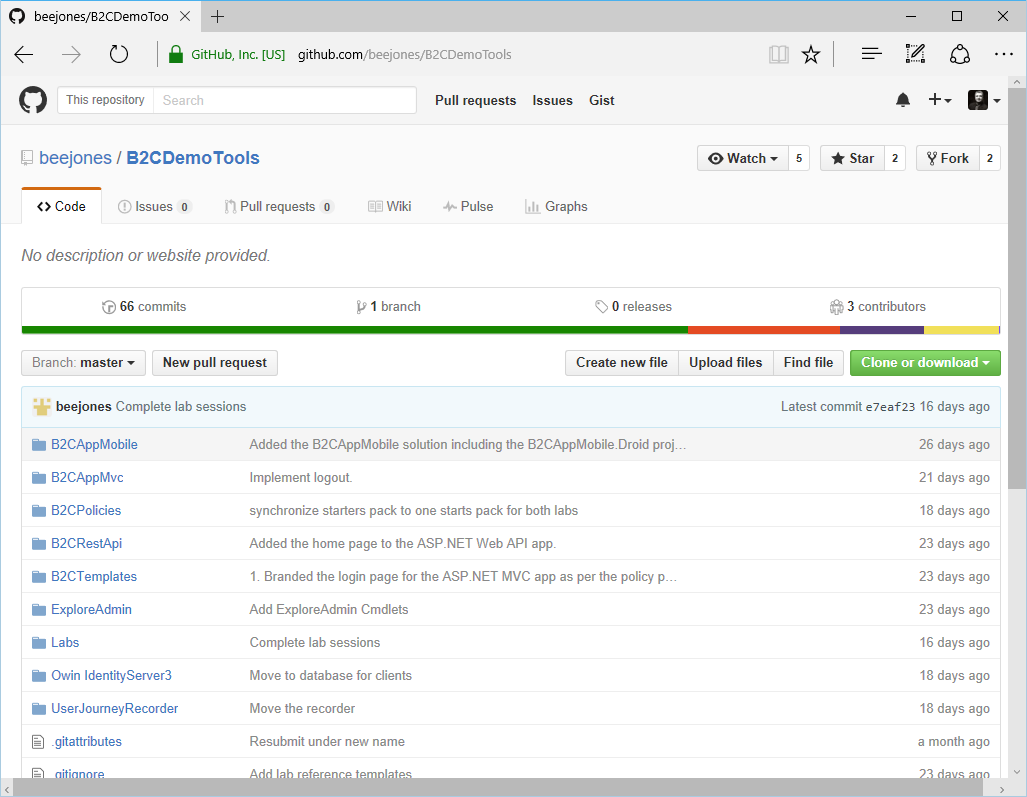 beejones/B2CDemoToo
GitHub, Inc. [US] github.com/beejones/B2CDemoTools
This repository Search Pull requests Issues Gist
beejones / B2CDemoTools Watch 5 Star 2 Fork 2
Code Issues 0 Pull requests 0 Wiki Pulse Graphs
No description or website provided.
66 commits 1 branch 0 releases 3 contributors
Branch: master New pull request Create new file Upload files Find file Clone or download
beejones Complete lab sessions Latest commit e7eaf23 16 days ago
B2CAppMobile Added the B2CAppMobile solution including the B2CAppMobile.Droid proj… 26 days ago
B2CAppMvc Implement logout. 21 days ago
B2CPolicies synchronize starters pack to one starts pack for both labs 18 days ago
B2CRestApi Added the home page to the ASP.NET Web API app. 23 days ago
B2CTemplates 1. Branded the login page for the ASP.NET MVC app as per the policy p… 23 days ago
ExploreAdmin Add ExploreAdmin Cmdlets 23 days ago
Labs Complete lab sessions 16 days ago
Owin IdentityServer3 Move to database for clients 18 days ago
UserJourneyRecorder Move the recorder 18 days ago
.gitattributes Resubmit under new name a month ago
.gitignore Add lab reference templates 23 days ago